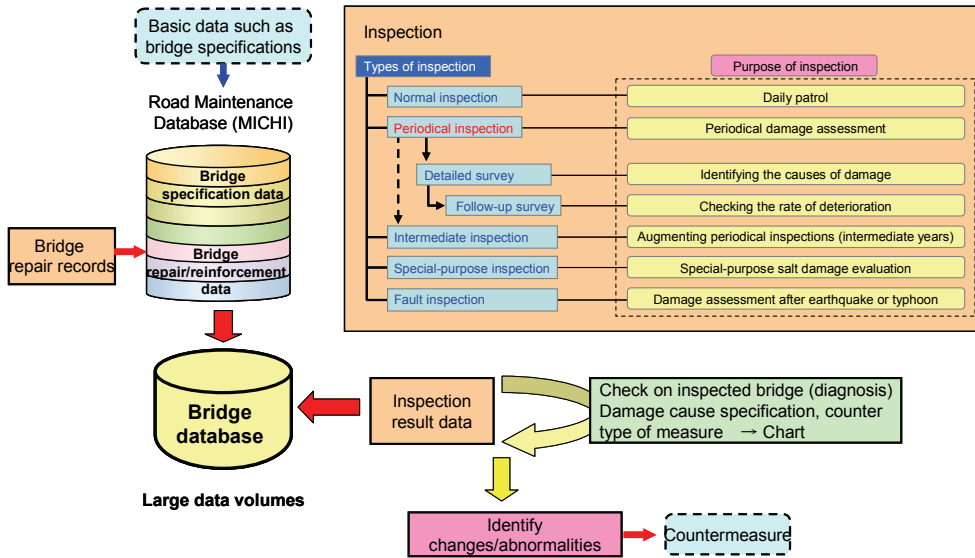 Basic data such as
bridge specifications
Road Maintenance
Database (MICHI)
Bridge
specification data
Bridge
repair/reinforcement
data
Bridge
repair records
Bridge
database
Large data volumes
Inspection
Types of inspection
Purpose of inspection
Normal inspection
Daily patrol
Periodical inspection
Periodical damage assessment
Detailed survey
Identifying the causes of damage
Follow-up survey
Checking the rate of deterioration
Intermediate inspection
Augmenting periodical inspections (intermediate years)
Special-purpose inspection
Special-purpose salt damage evaluation
Fault inspection
Damage assessment after earthquake or typhoon
Inspection
result data
Check on inspected bridge (diagnosis)
Damage cause specification, counter
type of measure → Chart
Identify
changes/abnormalities
Countermeasure